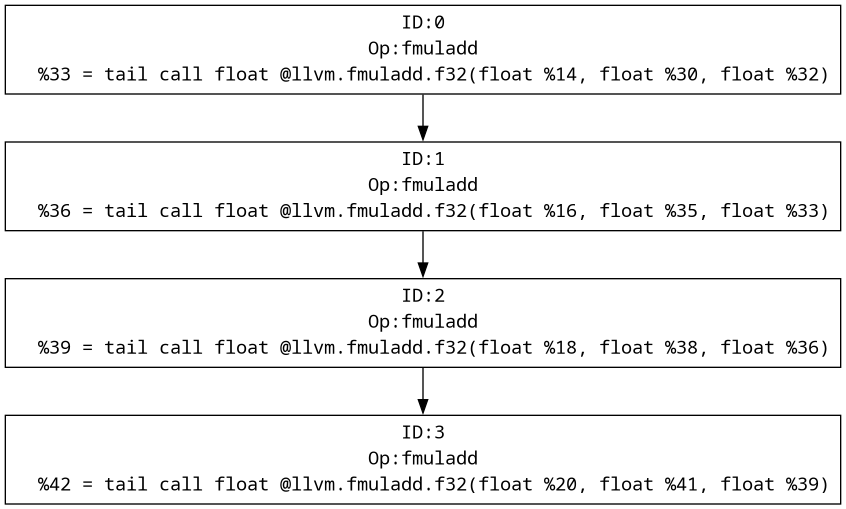 ID:0
Op:fmuladd
%33 = tail call float @llvm.fmuladd.f32(float %14, float %30, float %32)
ID:1
Op:fmuladd
%36 = tail call float @llvm.fmuladd.f32(float %16, float %35, float %33)
ID:2
Op:fmuladd
%39 = tail call float @llvm.fmuladd.f32(float %18, float %38, float %36)
ID:3
Op:fmuladd
%42 = tail call float @llvm.fmuladd.f32(float %20, float %41, float %39)